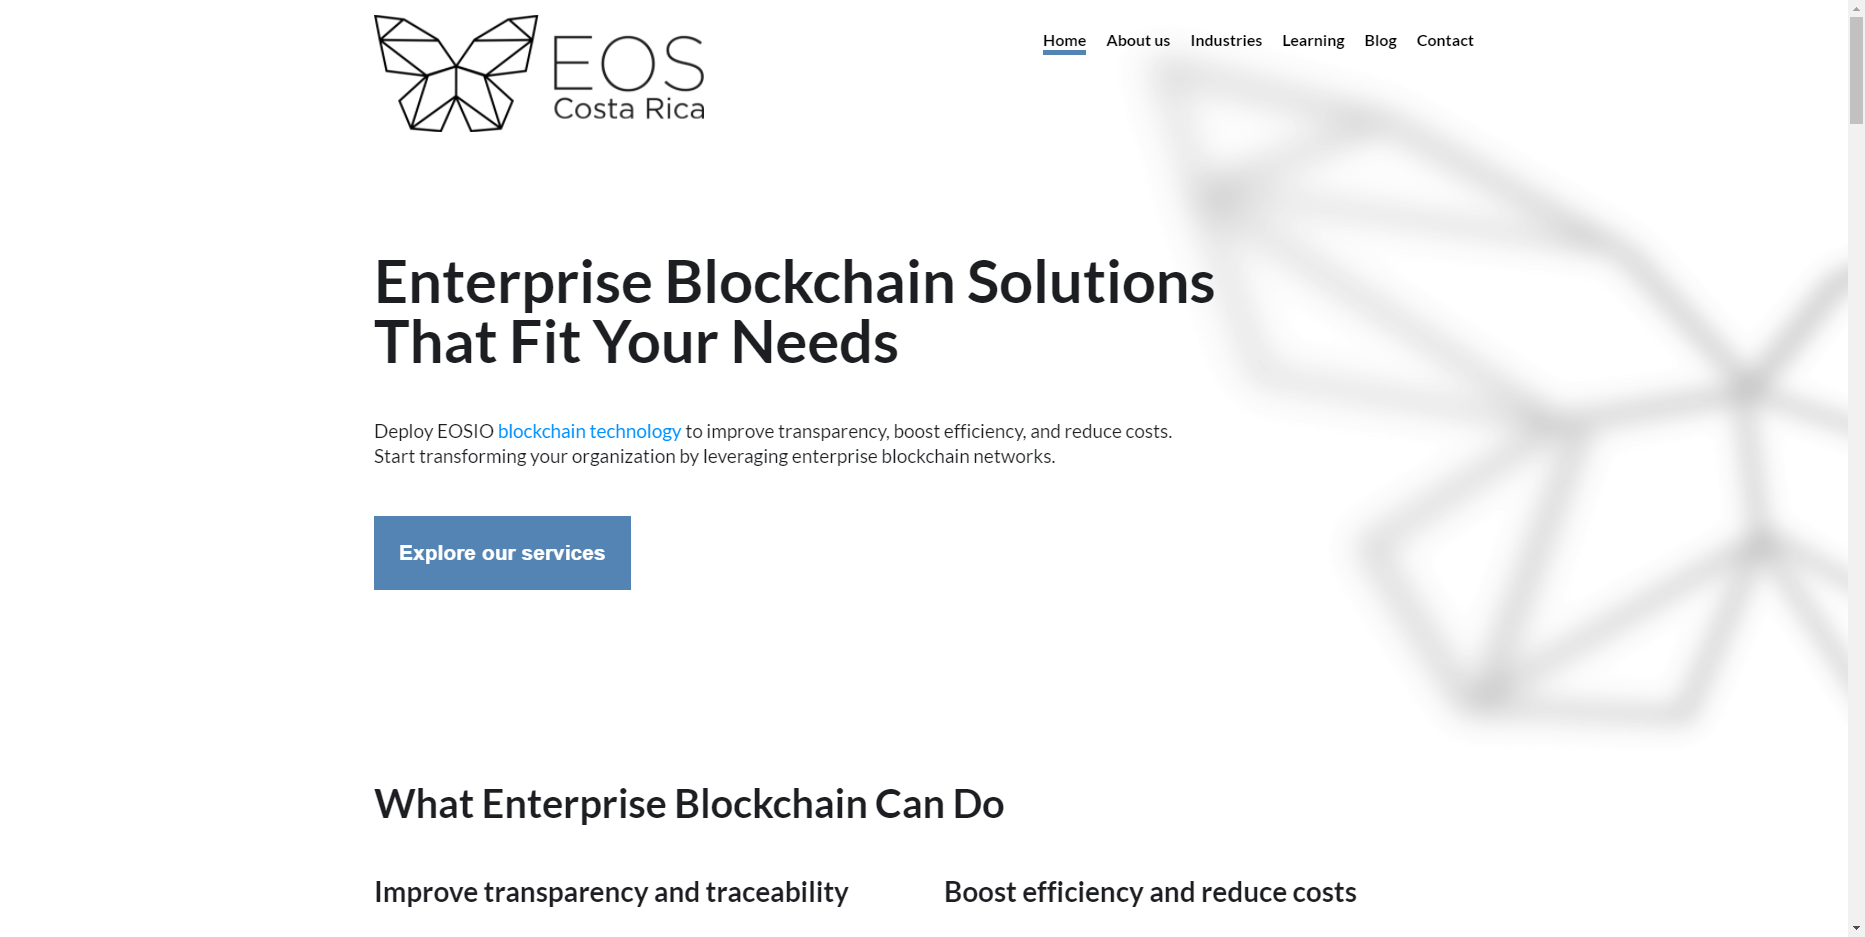 EOS
Costa Rica
Home About us Industries Learning Blog Contact
Enterprise Blockchain Solutions
That Fit Your Needs
Deploy EOSIO blockchain technology to improve transparency, boost efficiency, and reduce costs.
Start transforming your organization by leveraging enterprise blockchain networks.
Explore our services
What Enterprise Blockchain Can Do
Improve transparency and traceability
Boost efficiency and reduce costs